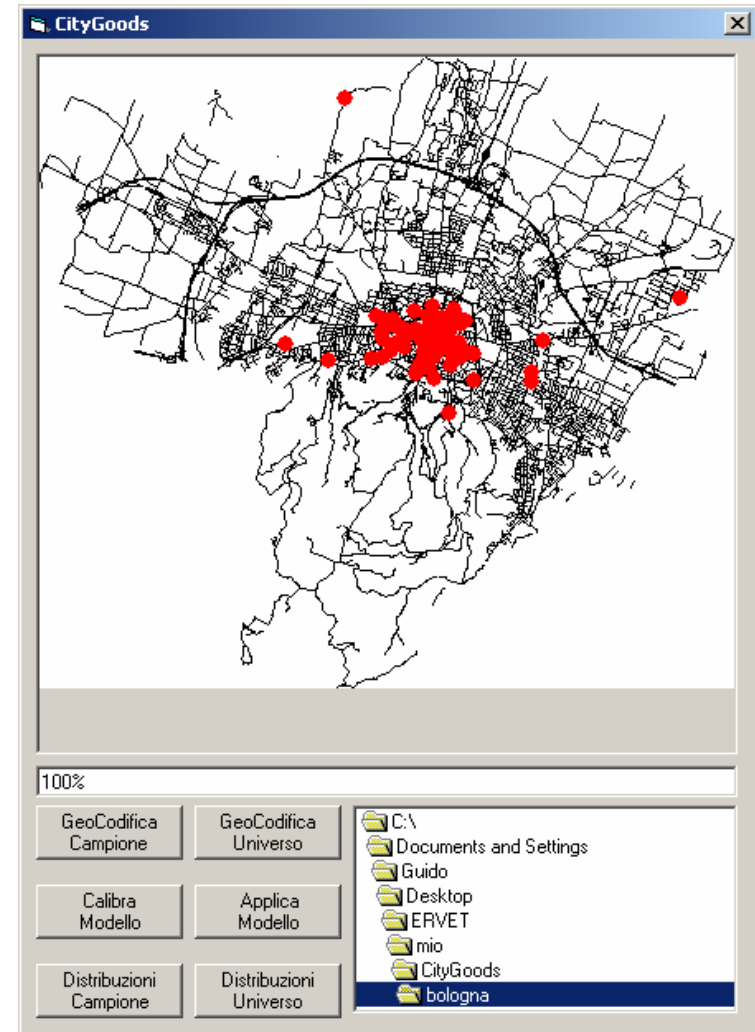 CityGoods
100%
GeoCodifica
Campione
GeoCodifica
Universo
Calibra
Modello
Applica
Modello
Distribuzioni
Campione
Distribuzioni
Universo
C:\
Documents and Settings
Guido
Desktop
ERVET
mio
CityGoods
bologna